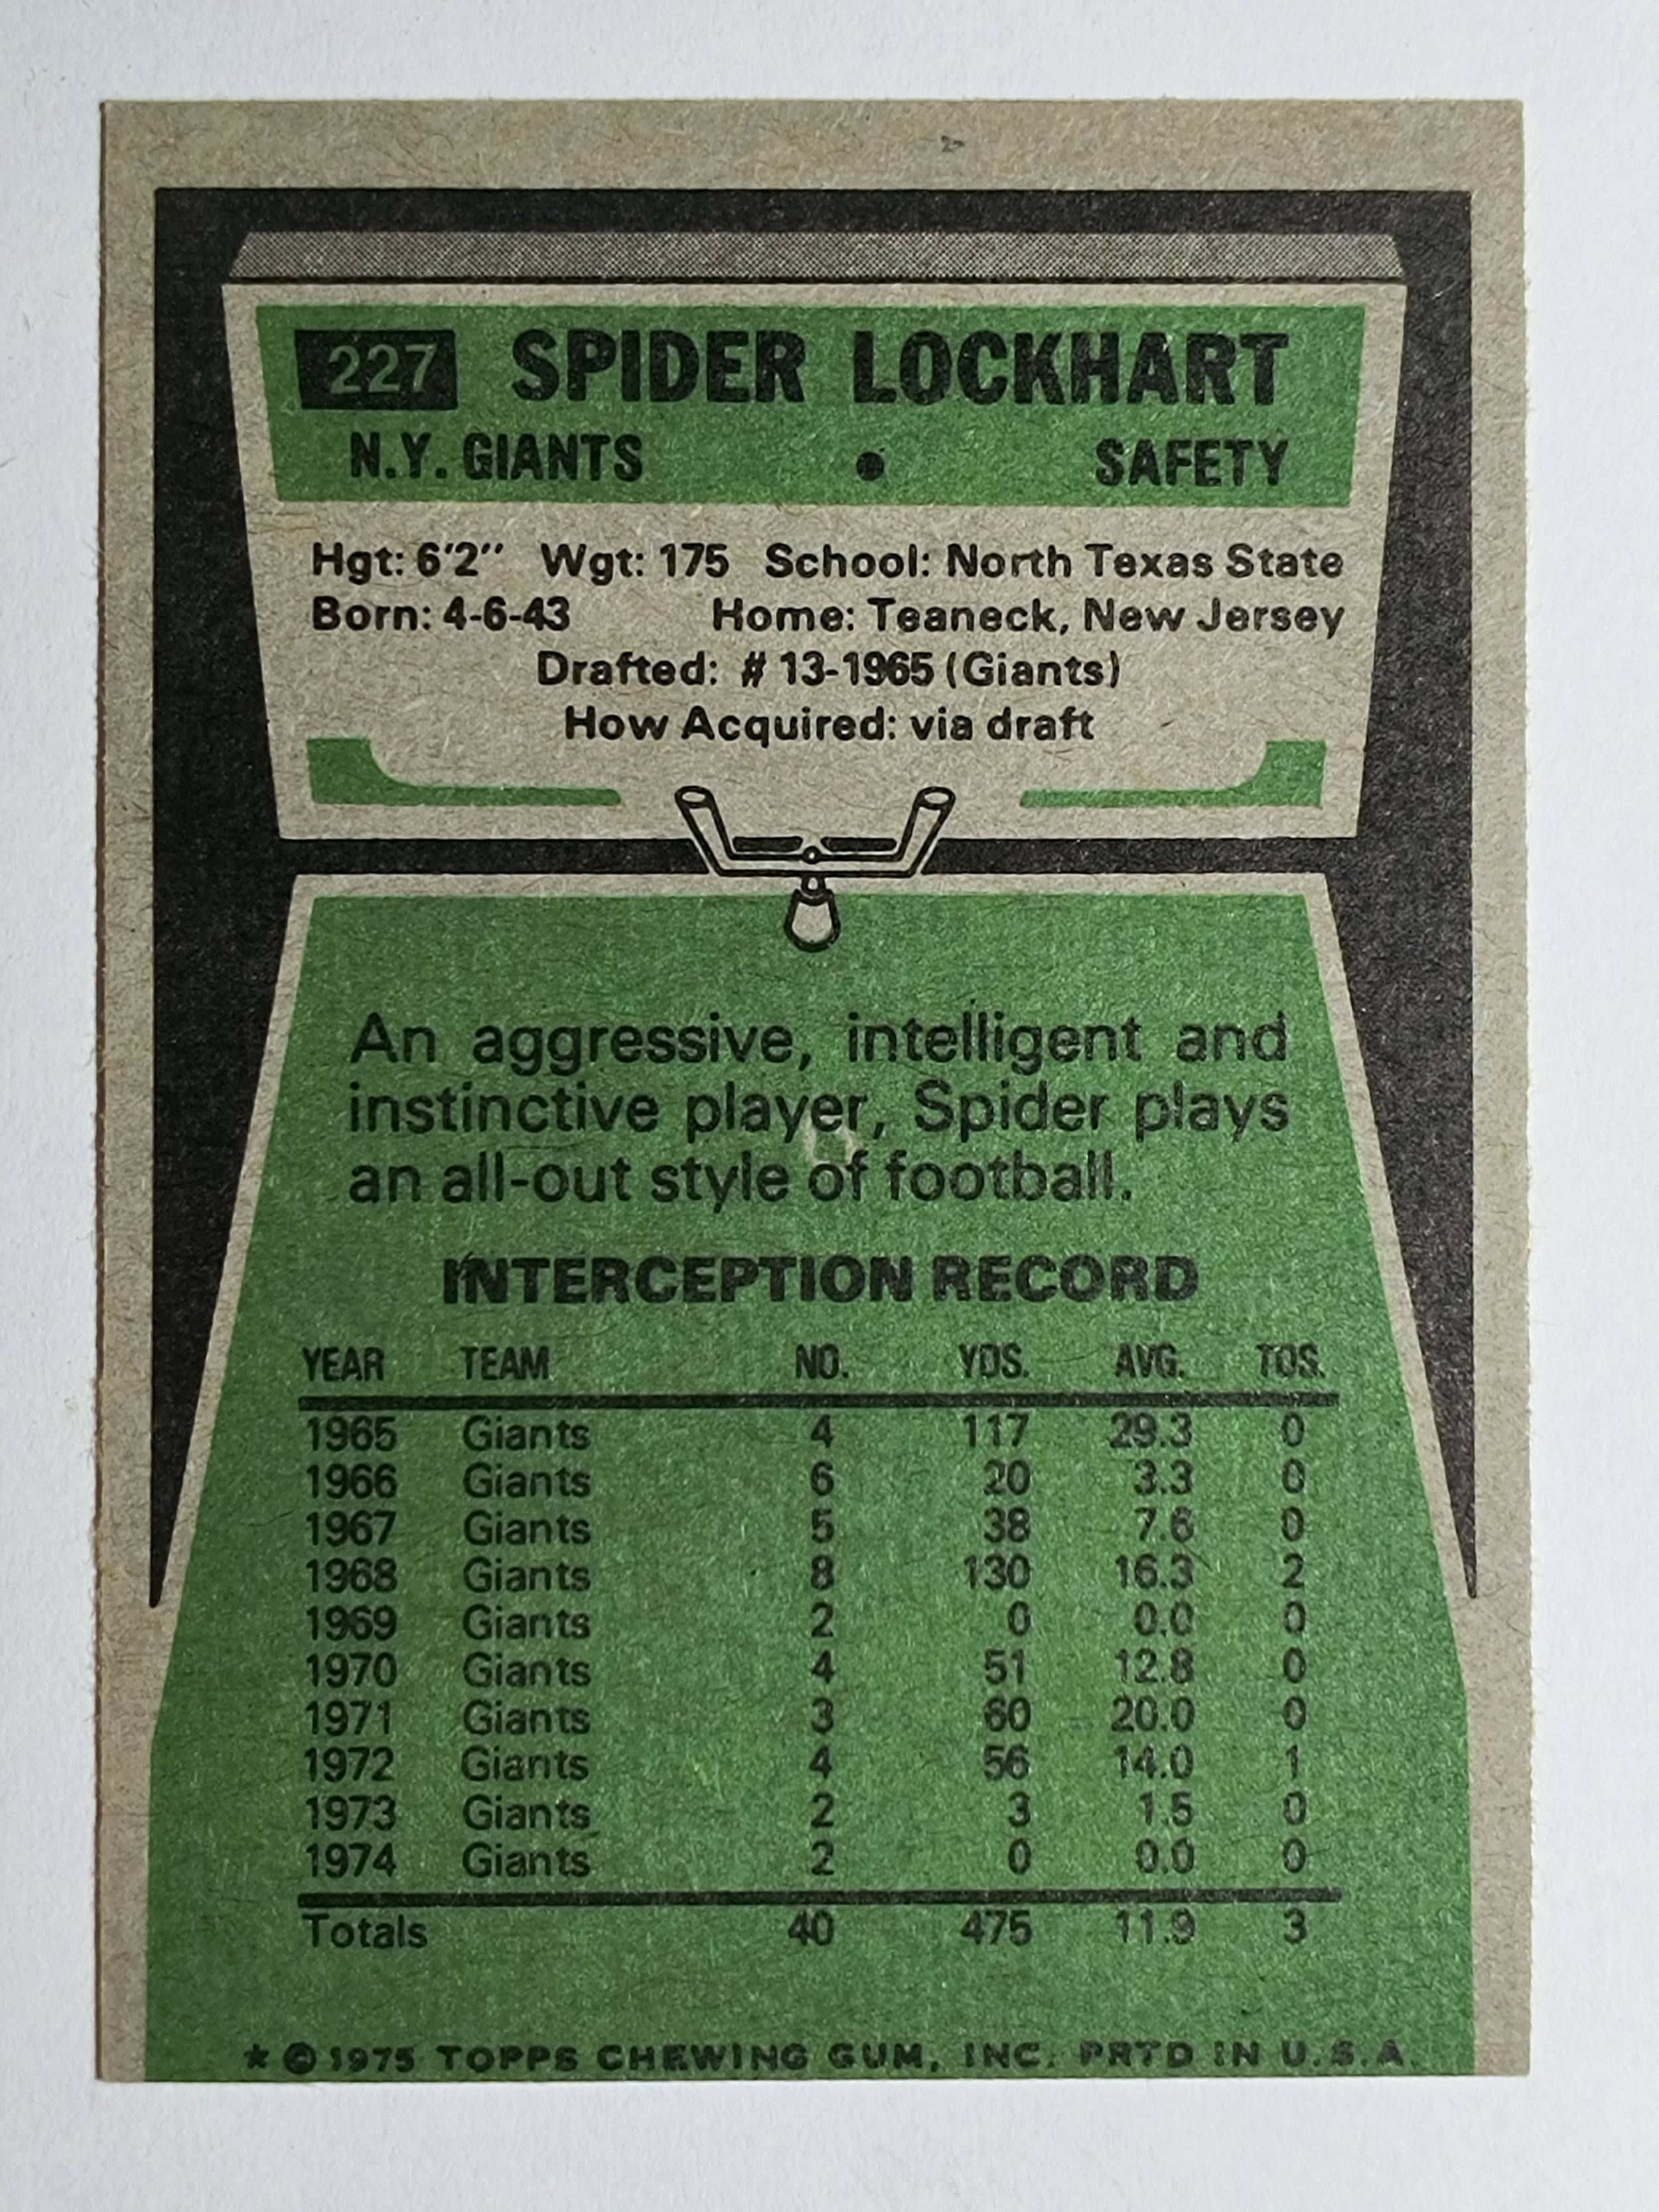 227 SPIDER LOCKHART
N.Y. GIANTS • SAFETY
Hgt: 6'2" Wgt: 175 School: North Texas State
Born: 4-6-43 Home: Teaneck, New Jersey
Drafted: # 13-1965 (Giants)
How Acquired: via draft
An aggressive, intelligent and
instinctive player, Spider plays
an all-out style of football.
INTERCEPTION RECORD
YEAR TEAM NO. YDS. AVG. TDS.
1965 Giants 4 117 29.3 0
1966 Giants 6 20 3.3 0
1967 Giants 5 38 7.6 0
1968 Giants 8 130 16.3 2
1969 Giants 2 0 0.0 0
1970 Giants 4 51 12.8 0
1971 Giants 3 60 20.0 0
1972 Giants 4 56 14.0 1
1973 Giants 2 3 1.5 0
1974 Giants 2 0 0.0 0
Totals 40 475 11.9 3
* © 1975 TOPPS CHEWING GUM, INC. PRTD IN U.S.A.